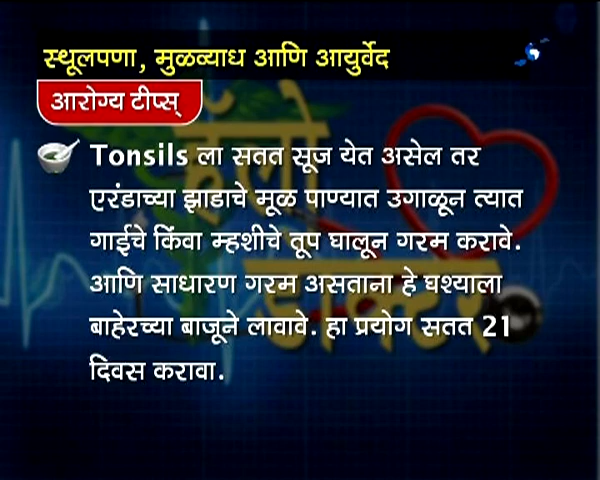 स्थूलपणा, मुळव्याध आणि आयुर्वेद
आरोग्य टीप्स्
हॅलो
डॉक्टर
Tonsils ला सतत सूज येत असेल तर
एरंडाच्या झाडाचे मूळ पाण्यात उगाळून त्यात
गाईचे किंवा म्हशीचे तूप घालून गरम करावे.
आणि साधारण गरम असताना हे घश्याला
बाहेरच्या बाजूने लावावे. हा प्रयोग सतत 21
दिवस करावा.